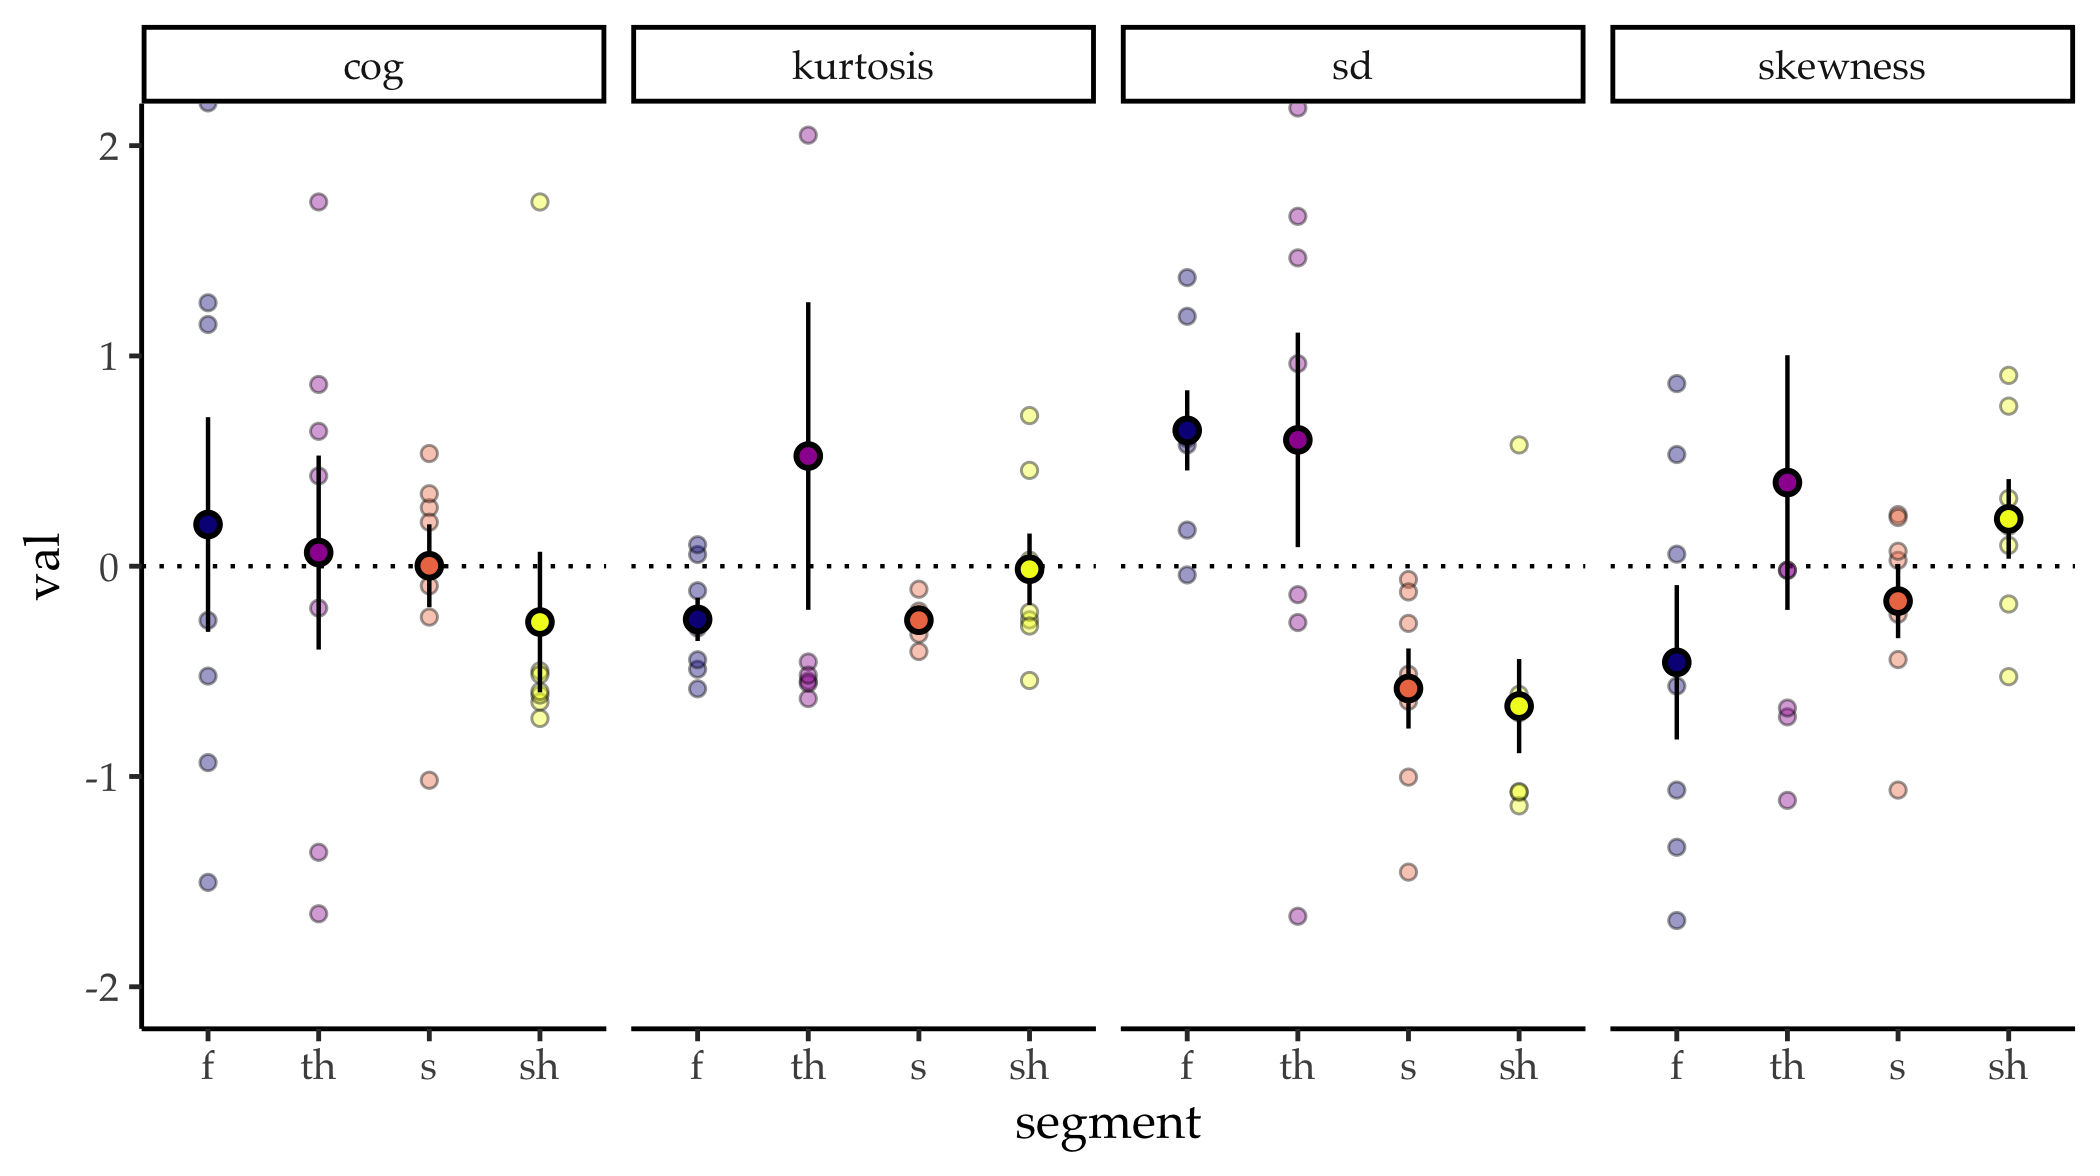 cog kurtosis sd skewness
2
1
0
-1
-2
val
f th s sh f th s sh f th s sh f th s sh
segment